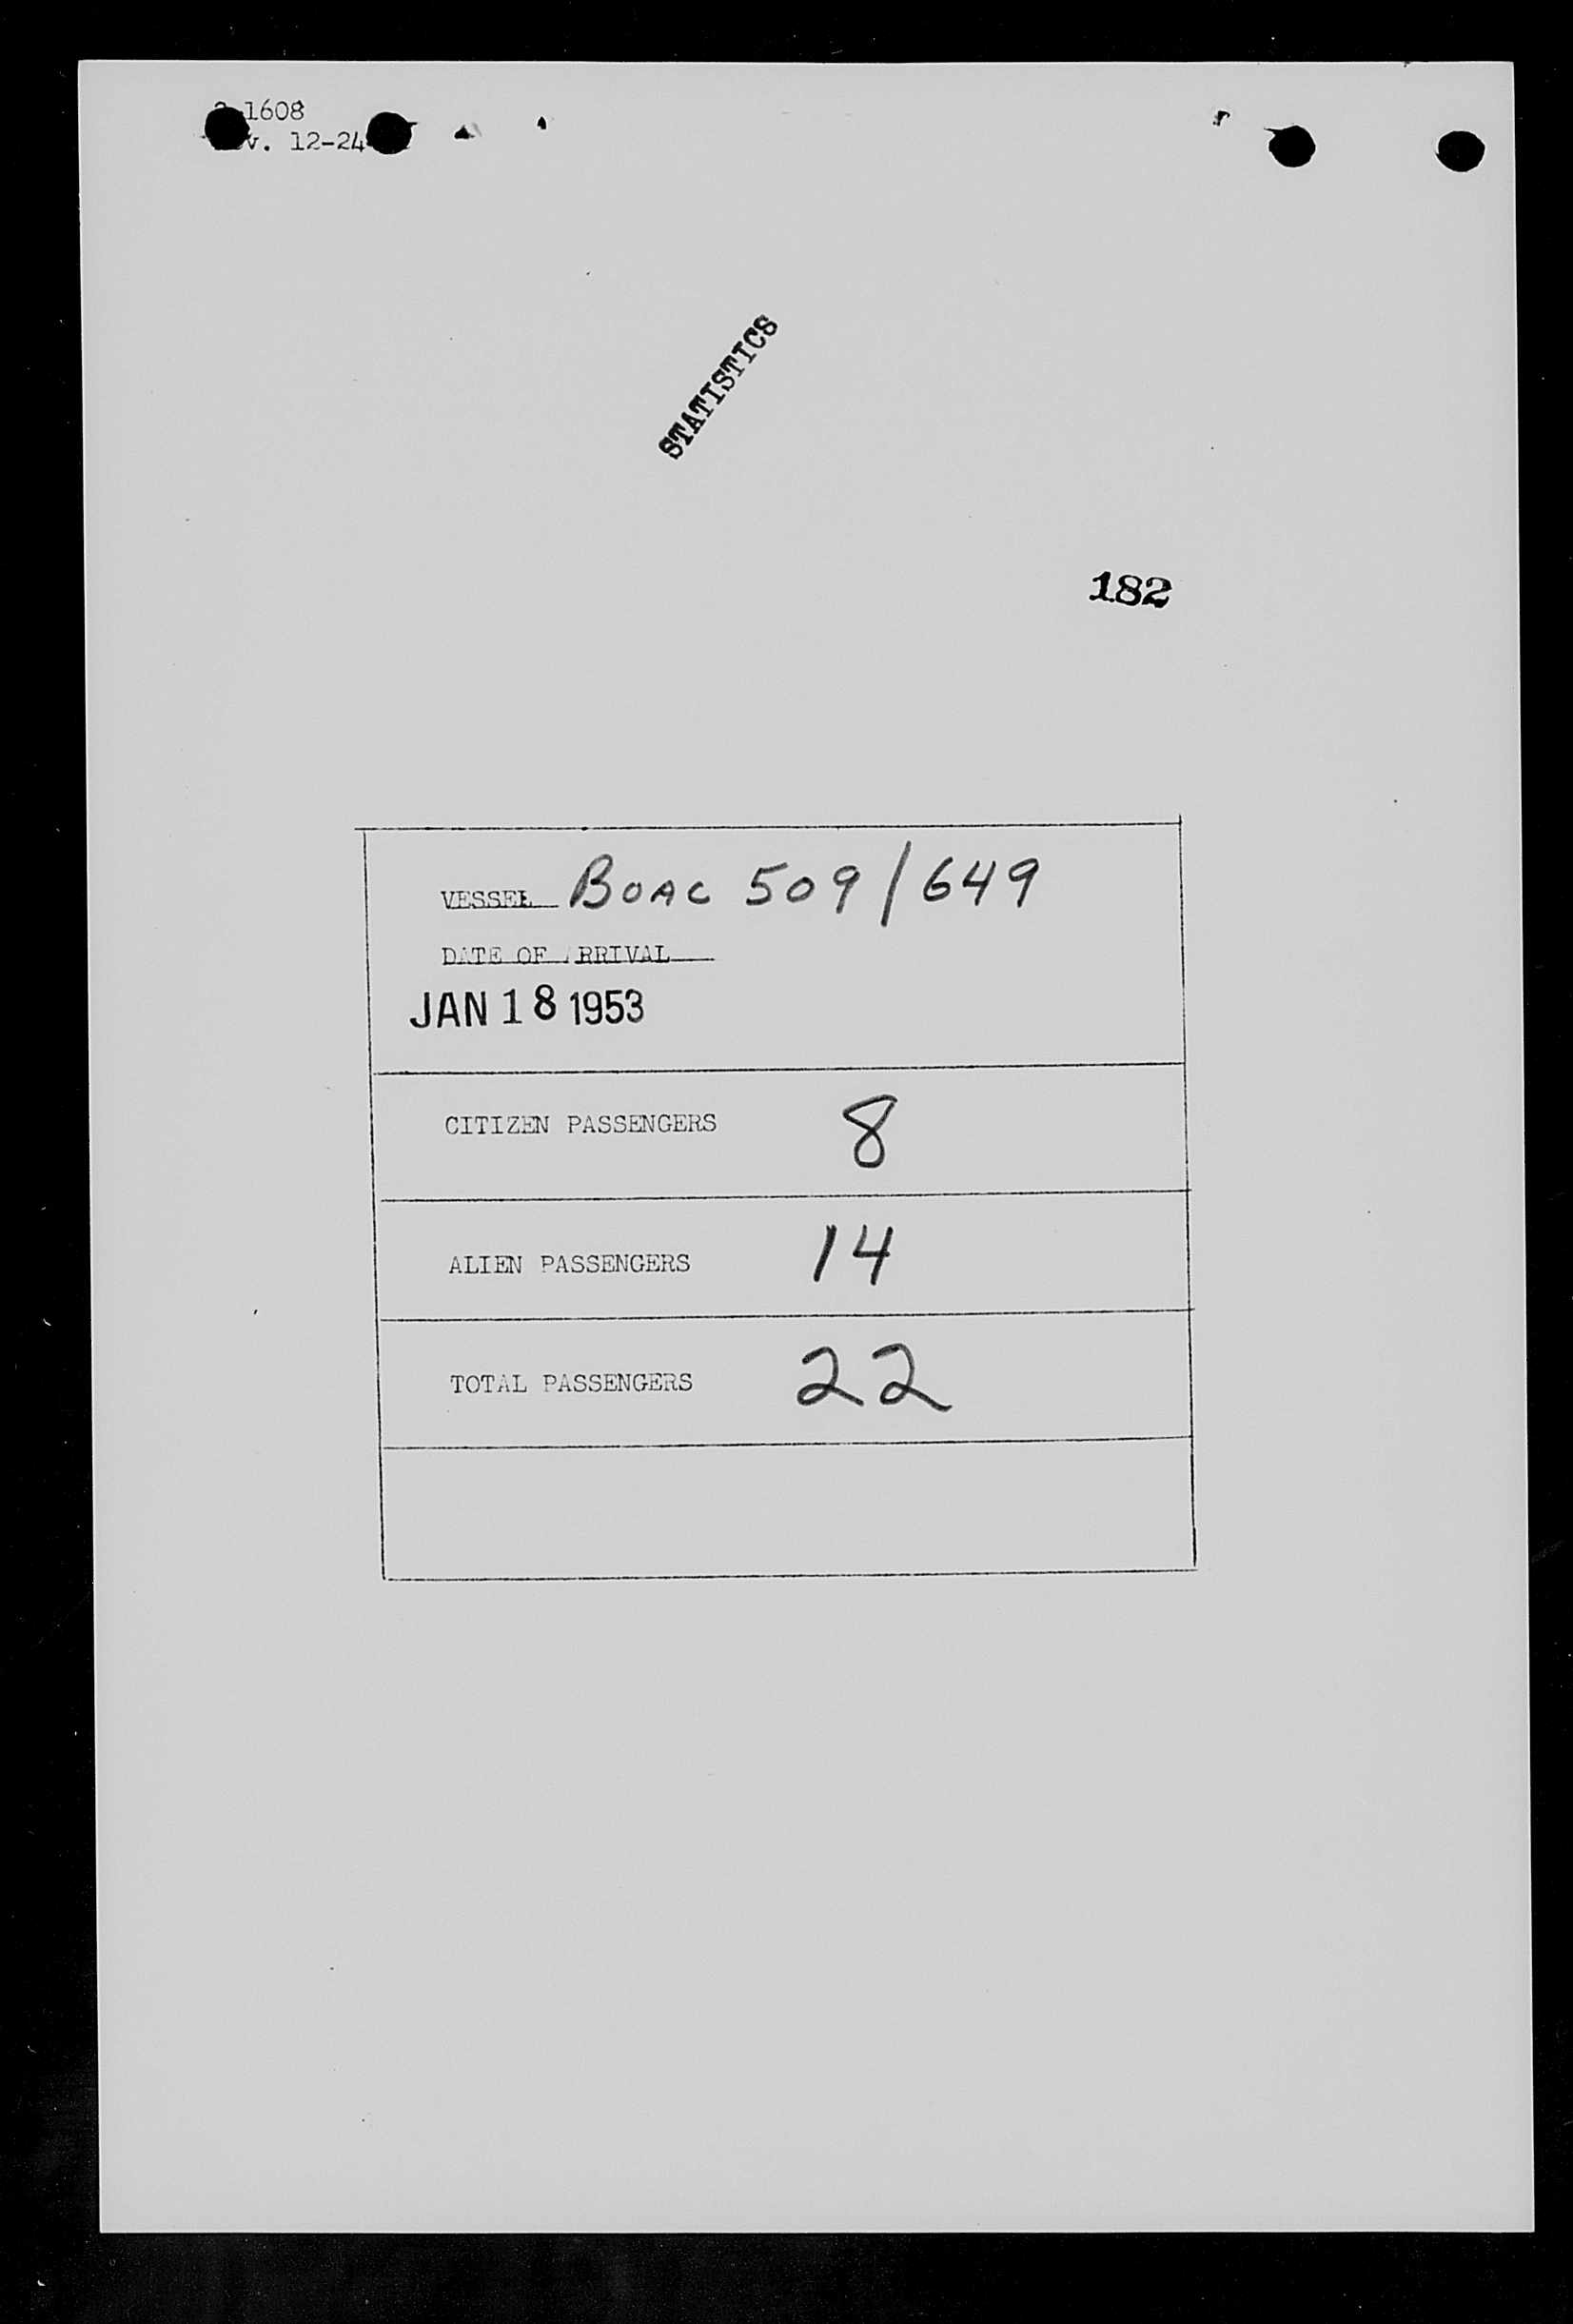 1608
12-24
STATISTICS
182
VESSEL BOAC 509/649
DATE OF ARRIVAL
JAN 18 1953
CITIZEN PASSENGERS 8
ALIEN PASSENGERS 14
TOTAL PASSENGERS 22